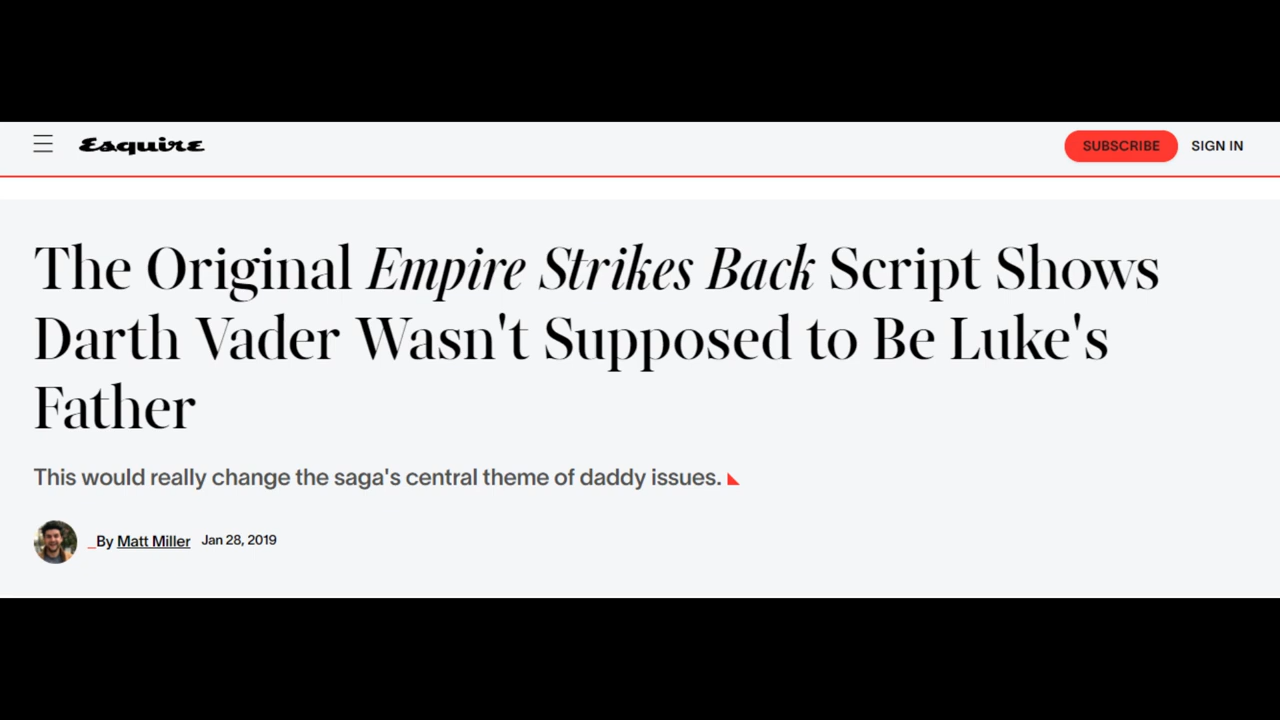 Esquire
SUBSCRIBE SIGN IN
The Original Empire Strikes Back Script Shows
Darth Vader Wasn't Supposed to Be Luke's
Father
This would really change the saga's central theme of daddy issues.
_By Matt Miller Jan 28, 2019